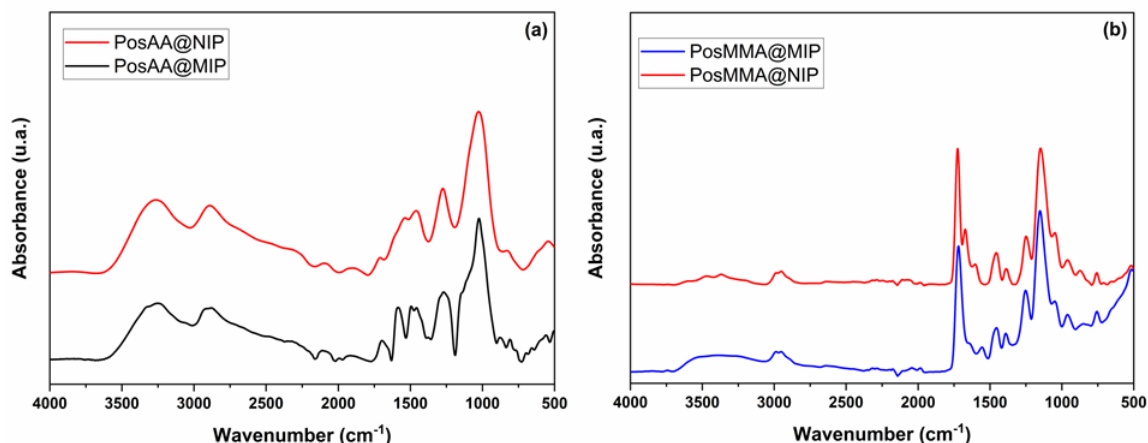 (a)
PosAA@NIP
PosAA@MIP
Absorbance (u.a.)
4000 3500 3000 2500 2000 1500 1000 500
Wavenumber (cm⁻¹)
(b)
PosMMA@MIP
PosMMA@NIP
Absorbance (u.a.)
4000 3500 3000 2500 2000 1500 1000 500
Wavenumber (cm⁻¹)